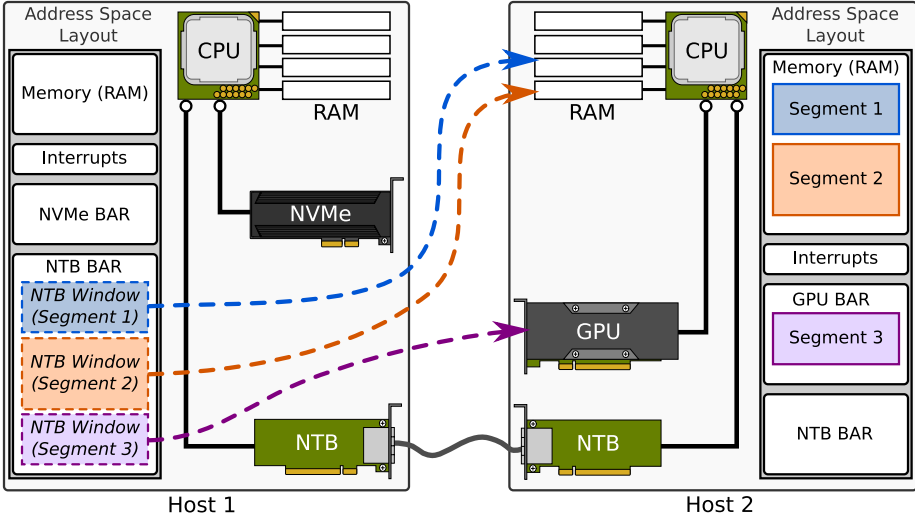 Address Space
Layout
Memory (RAM)
Interrupts
NVMe BAR
NTB BAR
NTB Window
(Segment 1)
NTB Window
(Segment 2)
NTB Window
(Segment 3)
CPU
RAM
NVMe
NTB
Host 1
CPU
RAM
GPU
NTB
Address Space
Layout
Memory (RAM)
Segment 1
Segment 2
Interrupts
GPU BAR
Segment 3
NTB BAR
Host 2